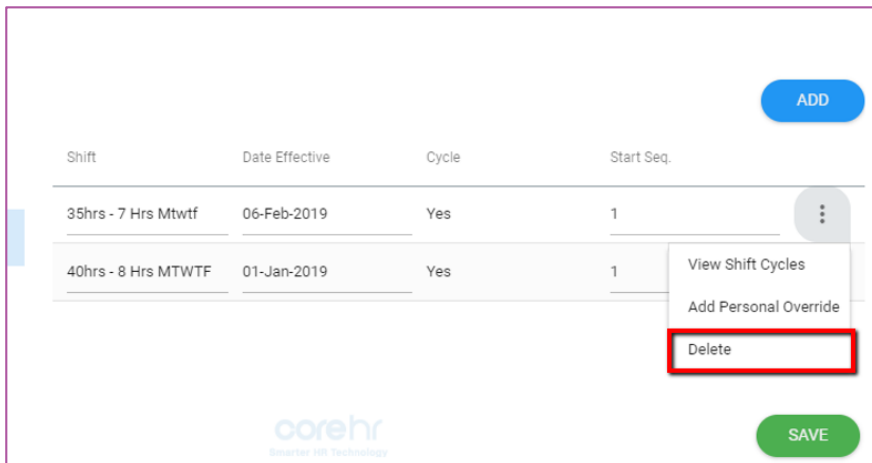 ADD
Shift Date Effective Cycle Start Seq.
35hrs - 7 Hrs Mtwtf 06-Feb-2019 Yes 1
40hrs - 8 Hrs MTWTF 01-Jan-2019 Yes 1
View Shift Cycles
Add Personal Override
Delete
corehr
Smarter HR Technology
SAVE